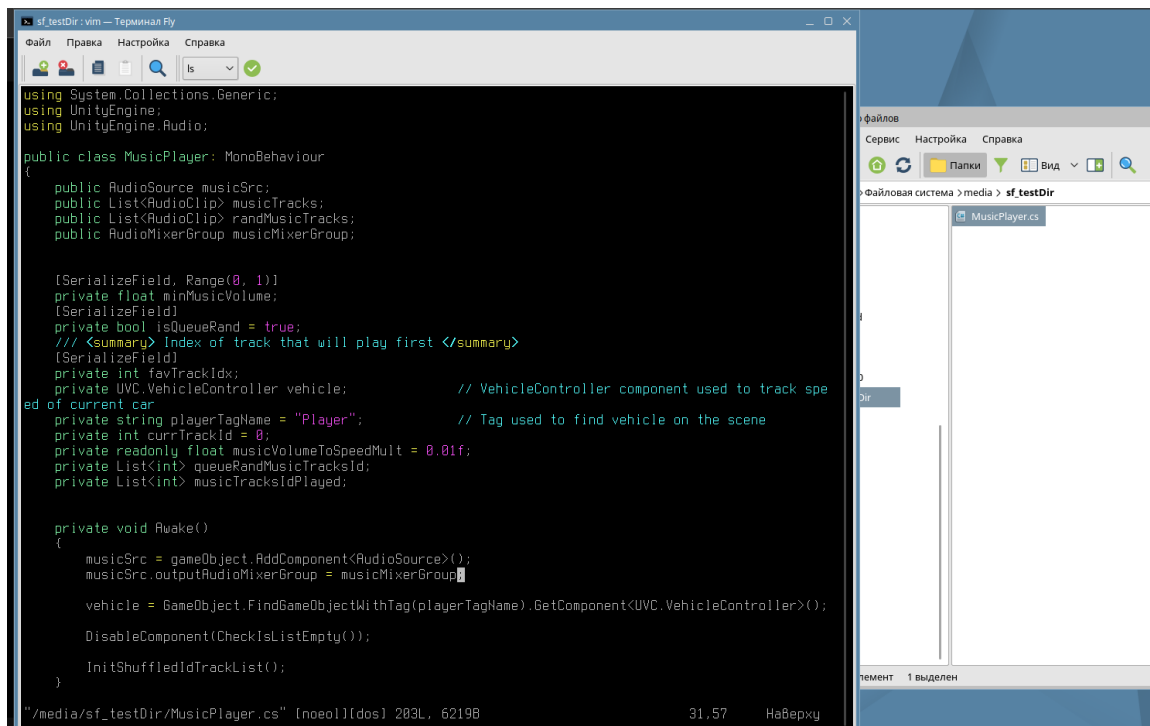 sf_testDir : vim — Терминал Fly
Файл Правка Настройка Справка
ls
using System.Collections.Generic;
using UnityEngine;
using UnityEngine.Audio;
public class MusicPlayer: MonoBehaviour
{
public AudioSource musicSrc;
public List<AudioClip> musicTracks;
public List<AudioClip> randMusicTracks;
public AudioMixerGroup musicMixerGroup;
[SerializeField, Range(0, 1)]
private float minMusicVolume;
[SerializeField]
private bool isQueueRand = true;
/// <summary> Index of track that will play first </summary>
[SerializeField]
private int favTrackIdx;
private UVC.VehicleController vehicle; // VehicleController component used to track spe
ed of current car
private string playerTagName = "Player"; // Tag used to find vehicle on the scene
private int currTrackId = 0;
private readonly float musicVolumeToSpeedMult = 0.01f;
private List<int> queueRandMusicTracksId;
private List<int> musicTracksIdPlayed;
private void Awake()
{
musicSrc = gameObject.AddComponent<AudioSource>();
musicSrc.outputAudioMixerGroup = musicMixerGroup;
vehicle = GameObject.FindGameObjectWithTag(playerTagName).GetComponent<UVC.VehicleController>();
DisableComponent(CheckIsListEmpty());
InitShuffledIdTrackList();
}
"/media/sf_testDir/MusicPlayer.cs" [noeol][dos] 203L, 6219B 31,57 Наверху
файлов
Сервис Настройка Справка
Папки Вид
Файловая система > media > sf_testDir
MusicPlayer.cs
Dir
лемент 1 выделен